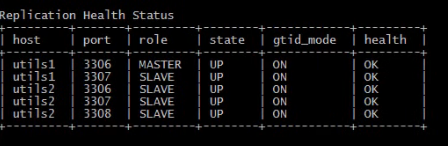 Replication Health Status
+---------+-------+---------+--------+------------+---------+
| host | port | role | state | gtid_mode | health |
+---------+-------+---------+--------+------------+---------+
| utils1 | 3306 | MASTER | UP | ON | OK |
| utils1 | 3307 | SLAVE | UP | ON | OK |
| utils2 | 3306 | SLAVE | UP | ON | OK |
| utils2 | 3307 | SLAVE | UP | ON | OK |
| utils2 | 3308 | SLAVE | UP | ON | OK |
+---------+-------+---------+--------+------------+---------+